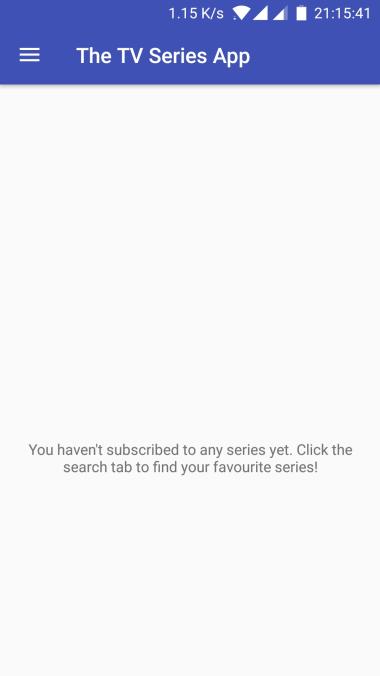 1.15 K/s 21:15:41
The TV Series App
You haven't subscribed to any series yet. Click the
search tab to find your favourite series!